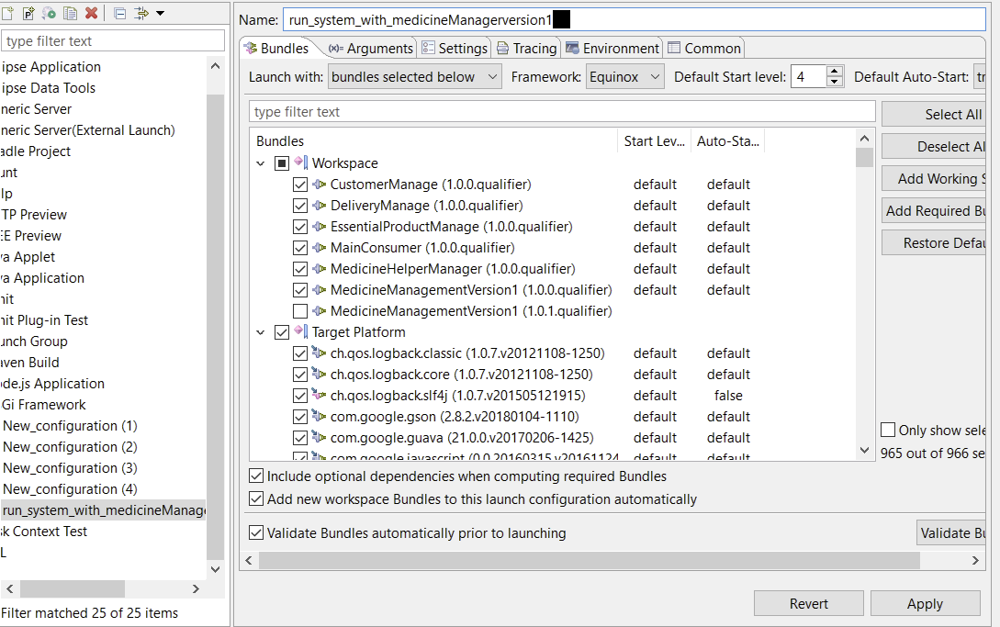 type filter text
ipse Application
ipse Data Tools
neric Server
neric Server(External Launch)
adle Project
unt
lp
TP Preview
EE Preview
va Applet
va Application
nit
nit Plug-in Test
unch Group
aven Build
ode.js Application
Gi Framework
New_configuration (1)
New_configuration (2)
New_configuration (3)
New_configuration (4)
run_system_with_medicineManage
sk Context Test
L
Filter matched 25 of 25 items
Name: run_system_with_medicineManagerversion1
Bundles (x)= Arguments Settings Tracing Environment Common
Launch with: bundles selected below Framework: Equinox Default Start level: 4 Default Auto-Start: tr
type filter text
Bundles Start Lev... Auto-Sta...
Workspace
CustomerManage (1.0.0.qualifier) default default
DeliveryManage (1.0.0.qualifier) default default
EssentialProductManage (1.0.0.qualifier) default default
MainConsumer (1.0.0.qualifier) default default
MedicineHelperManager (1.0.0.qualifier) default default
MedicineManagementVersion1 (1.0.0.qualifier) default default
MedicineManagementVersion1 (1.0.1.qualifier)
Target Platform
ch.qos.logback.classic (1.0.7.v20121108-1250) default default
ch.qos.logback.core (1.0.7.v20121108-1250) default default
ch.qos.logback.slf4j (1.0.7.v201505121915) default false
com.google.gson (2.8.2.v20180104-1110) default default
com.google.guava (21.0.0.v20170206-1425) default default
com.google.javascript (0.0.20160315.v20161124 default default
Select All
Deselect Al
Add Working S
Add Required Bu
Restore Defau
Only show sele
965 out of 966 se
Include optional dependencies when computing required Bundles
Add new workspace Bundles to this launch configuration automatically
Validate Bundles automatically prior to launching
Validate Bu
Revert Apply